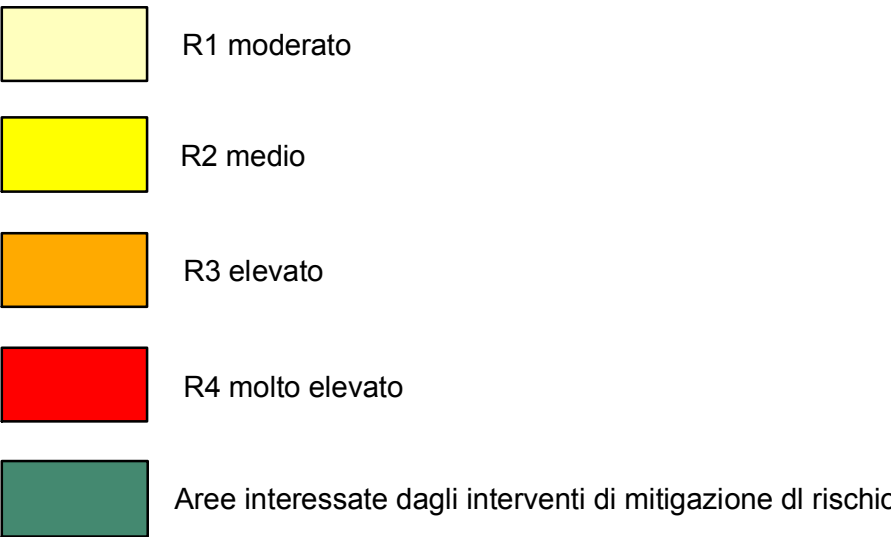 R1 moderato
R2 medio
R3 elevato
R4 molto elevato
Aree interessate dagli interventi di mitigazione dl rischio